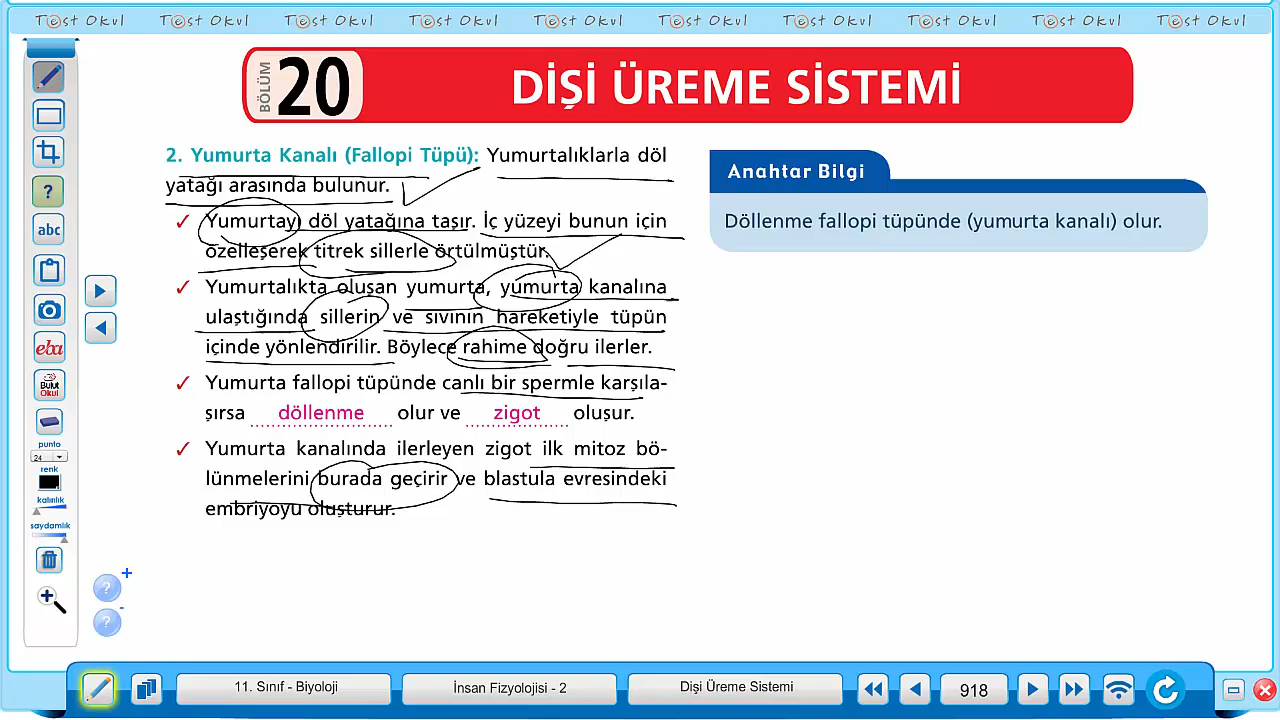 Test Okul Test Okul Test Okul Test Okul Test Okul Test Okul Test Okul Test Okul Test Okul Test Okul
BÖLÜM 20 DİŞİ ÜREME SİSTEMİ
2. Yumurta Kanalı (Fallopi Tüpü): Yumurtalıklarla döl
yatağı arasında bulunur.
✓ Yumurtayı döl yatağına taşır. İç yüzeyi bunun için
özelleşerek titrek sillerle örtülmüştür.
✓ Yumurtalıkta oluşan yumurta, yumurta kanalına
ulaştığında sillerin ve sıvının hareketiyle tüpün
içinde yönlendirilir. Böylece rahime doğru ilerler.
✓ Yumurta fallopi tüpünde canlı bir spermle karşıla-
şırsa döllenme olur ve zigot oluşur.
✓ Yumurta kanalında ilerleyen zigot ilk mitoz bö-
lünmelerini burada geçirir ve blastula evresindeki
embriyoyu oluşturur.
Anahtar Bilgi
Döllenme fallopi tüpünde (yumurta kanalı) olur.
?
abc
eba
Bulut
Okul
punto
24
renk
kalınlık
saydamlık
? +
? -
11. Sınıf - Biyoloji
İnsan Fizyolojisi - 2
Dişi Üreme Sistemi
918